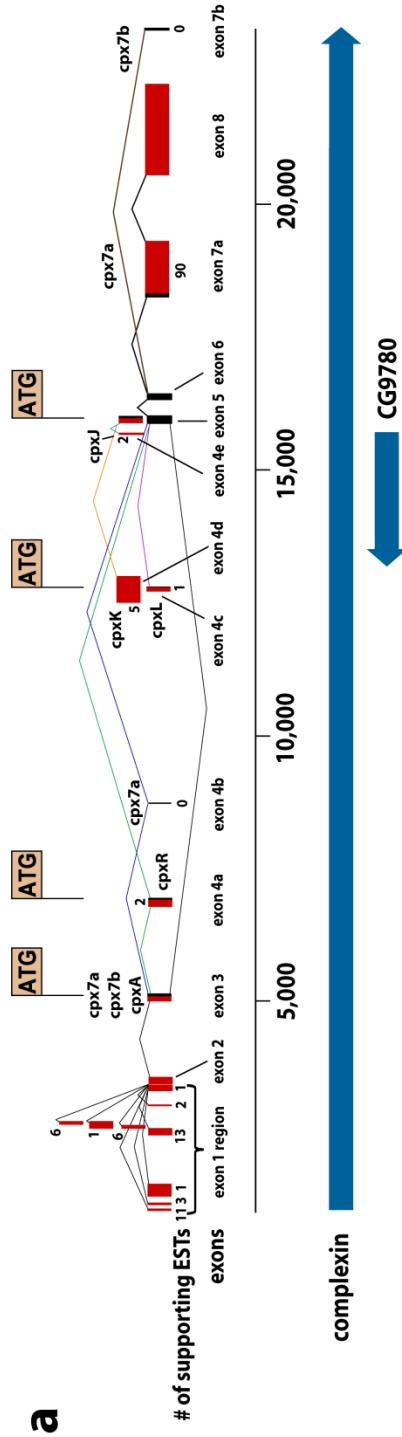 a
ATG ATG ATG ATG
6
1
6
cpx7a
cpx7b
cpxA
2
cpxR
cpx7a
0
cpxK
5
cpxL
1
cpxJ
2
cpx7a
cpx7b
# of supporting ESTs
11 3 1 13 2 1
90
0
exons
exon 1 region
exon 2
exon 3
exon 4a
exon 4b
exon 4c
exon 4d
exon 4e
exon 5
exon 6
exon 7a
exon 8
exon 7b
5,000 10,000 15,000 20,000
complexin
CG9780